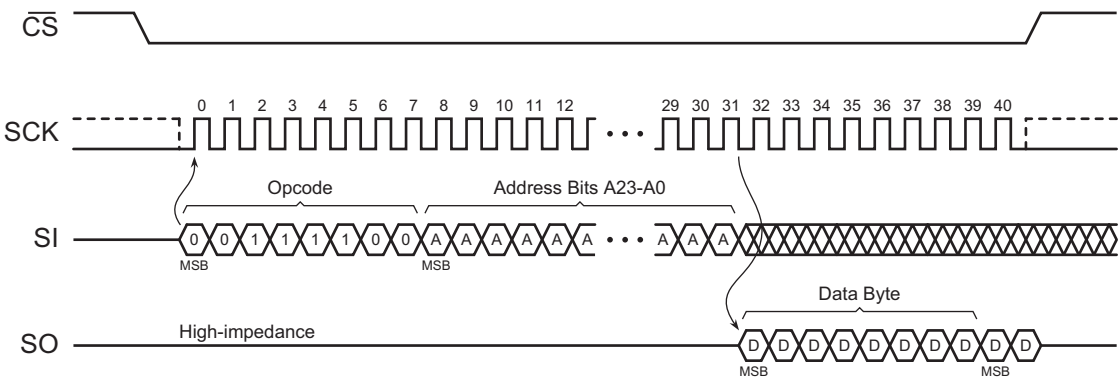 CS
0 1 2 3 4 5 6 7 8 9 10 11 12 29 30 31 32 33 34 35 36 37 38 39 40
SCK
Opcode Address Bits A23-A0
SI 0 0 1 1 1 1 0 0 A A A A A A A A A
MSB MSB
Data Byte
High-impedance
SO D D D D D D D D D D
MSB MSB